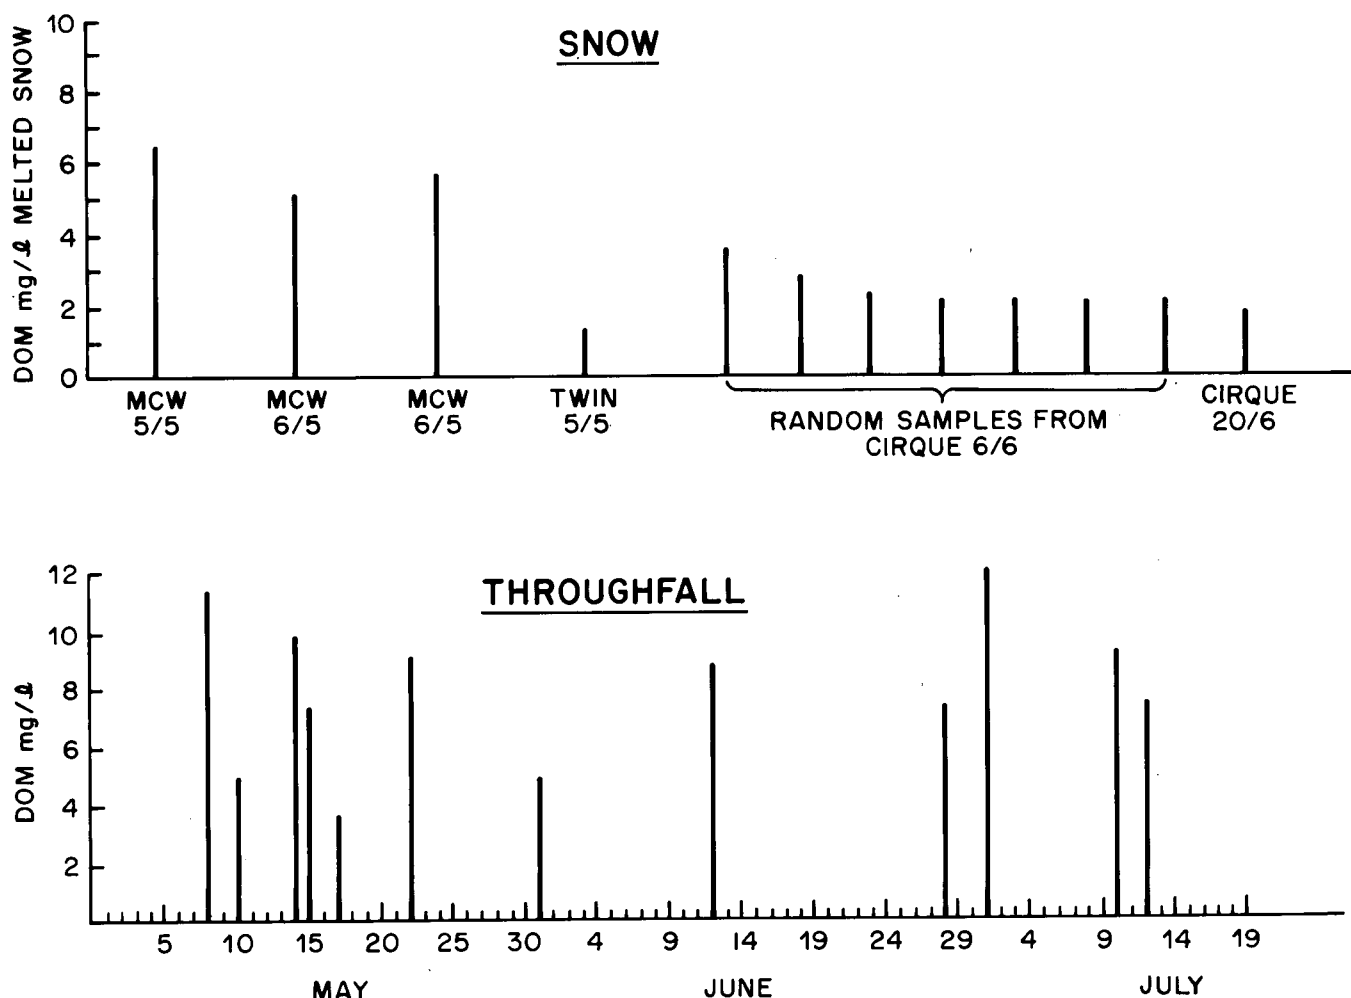 SNOW
DOM mg/ℓ MELTED SNOW
10
8
6
4
2
0
MCW MCW MCW TWIN CIRQUE
5/5 6/5 6/5 5/5 20/6
RANDOM SAMPLES FROM
CIRQUE 6/6
THROUGHFALL
DOM mg/ℓ
12
10
8
6
4
2
5 10 15 20 25 30 4 9 14 19 24 29 4 9 14 19
MAY JUNE JULY